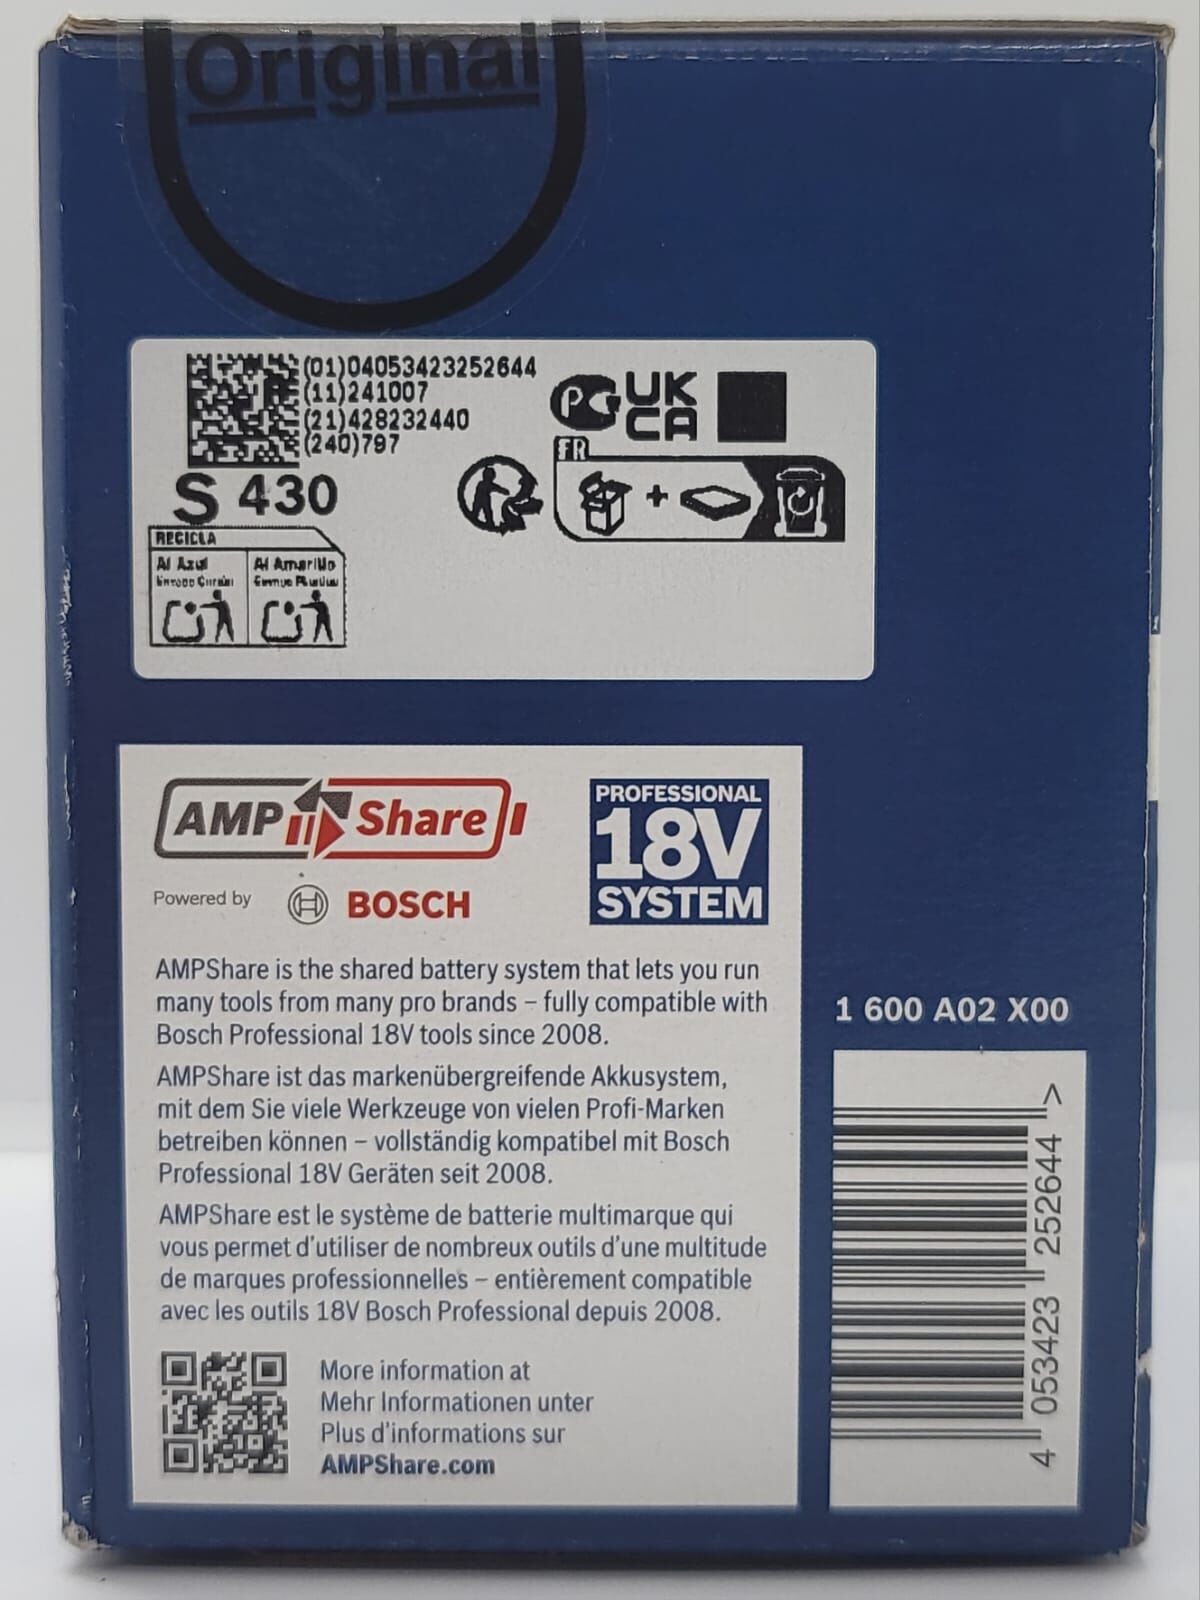 Original
(01)04053423252644
(11)241007
(21)428232440
(240)797
S 430
UK
CA
FR
RECICLA
Al Azul
Al Amarillo
AMP Share
Powered by
BOSCH
PROFESSIONAL
18V
SYSTEM
AMPShare is the shared battery system that lets you run
many tools from many pro brands – fully compatible with
Bosch Professional 18V tools since 2008.
AMPShare ist das markenübergreifende Akkusystem,
mit dem Sie viele Werkzeuge von vielen Profi-Marken
betreiben können – vollständig kompatibel mit Bosch
Professional 18V Geräten seit 2008.
AMPShare est le système de batterie multimarque qui
vous permet d'utiliser de nombreux outils d'une multitude
de marques professionnelles – entièrement compatible
avec les outils 18V Bosch Professional depuis 2008.
More information at
Mehr Informationen unter
Plus d'informations sur
AMPShare.com
1 600 A02 X00
4 053423 252644 >